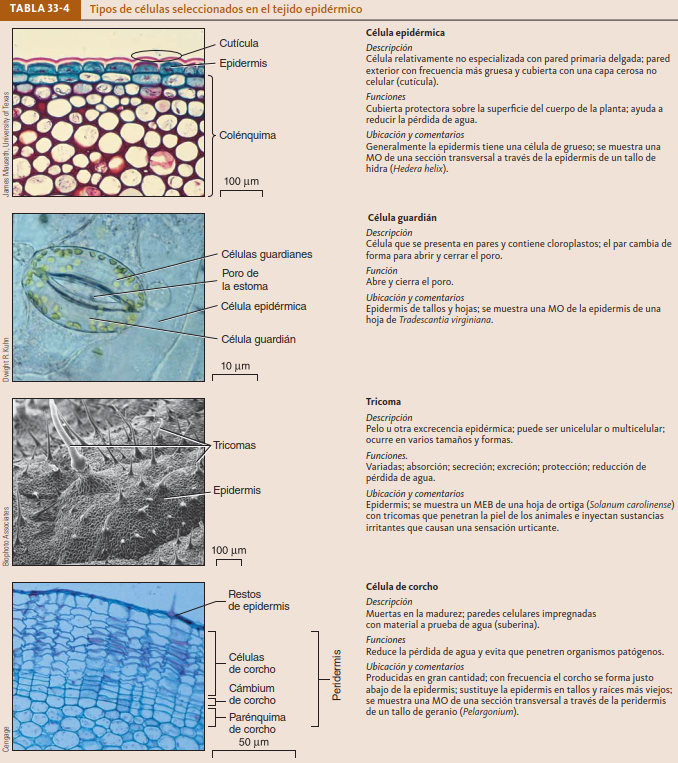 TABLA 33-4 Tipos de células seleccionados en el tejido epidérmico
James Mauseth, University of Texas
Cutícula
Epidermis
Colénquima
100 µm
Célula epidérmica
Descripción
Célula relativamente no especializada con pared primaria delgada; pared
exterior con frecuencia más gruesa y cubierta con una capa cerosa no
celular (cutícula).
Funciones
Cubierta protectora sobre la superficie del cuerpo de la planta; ayuda a
reducir la pérdida de agua.
Ubicación y comentarios
Generalmente la epidermis tiene una célula de grueso; se muestra una
MO de una sección transversal a través de la epidermis de un tallo de
hidra (Hedera helix).
Dwight R. Kuhn
Células guardianes
Poro de
la estoma
Célula epidérmica
Célula guardián
10 µm
Célula guardián
Descripción
Célula que se presenta en pares y contiene cloroplastos; el par cambia de
forma para abrir y cerrar el poro.
Función
Abre y cierra el poro.
Ubicación y comentarios
Epidermis de tallos y hojas; se muestra una MO de la epidermis de una
hoja de Tradescantia virginiana.
Biophoto Associates
Tricomas
Epidermis
100 µm
Tricoma
Descripción
Pelo u otra excrecencia epidérmica; puede ser unicelular o multicelular;
ocurre en varios tamaños y formas.
Funciones.
Variadas; absorción; secreción; excreción; protección; reducción de
pérdida de agua.
Ubicación y comentarios
Epidermis; se muestra un MEB de una hoja de ortiga (Solanum carolinense)
con tricomas que penetran la piel de los animales e inyectan sustancias
irritantes que causan una sensación urticante.
Cengage
Restos
de epidermis
Células
de corcho
Cámbium
de corcho
Parénquima
de corcho
Peridermis
50 µm
Célula de corcho
Descripción
Muertas en la madurez; paredes celulares impregnadas
con material a prueba de agua (suberina).
Funciones
Reduce la pérdida de agua y evita que penetren organismos patógenos.
Ubicación y comentarios
Producidas en gran cantidad; con frecuencia el corcho se forma justo
abajo de la epidermis; sustituye la epidermis en tallos y raíces más viejos;
se muestra una MO de una sección transversal a través de la peridermis
de un tallo de geranio (Pelargonium).